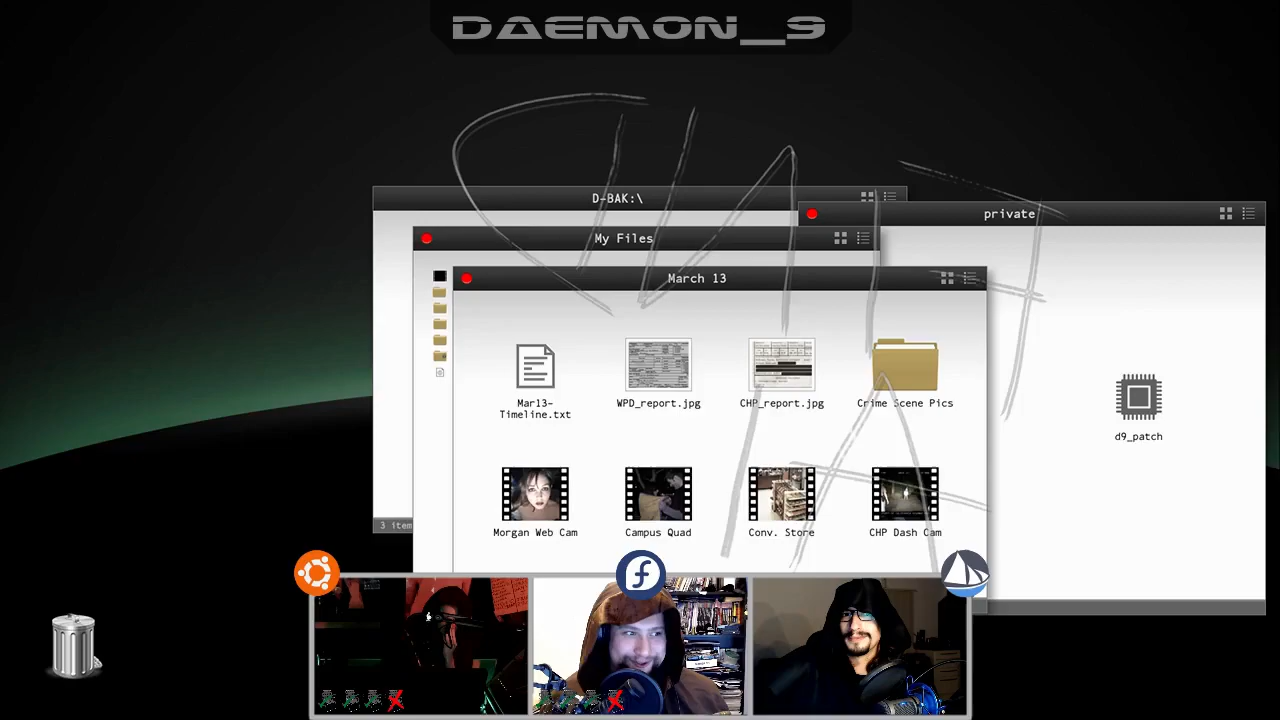 DAEMON_9
D-BAK:\
private
My Files
March 13
Mar13-
Timeline.txt
WPD_report.jpg
CHP_report.jpg
Crime Scene Pics
d9_patch
3 item
Morgan Web Cam
Campus Quad
Conv. Store
CHP Dash Cam